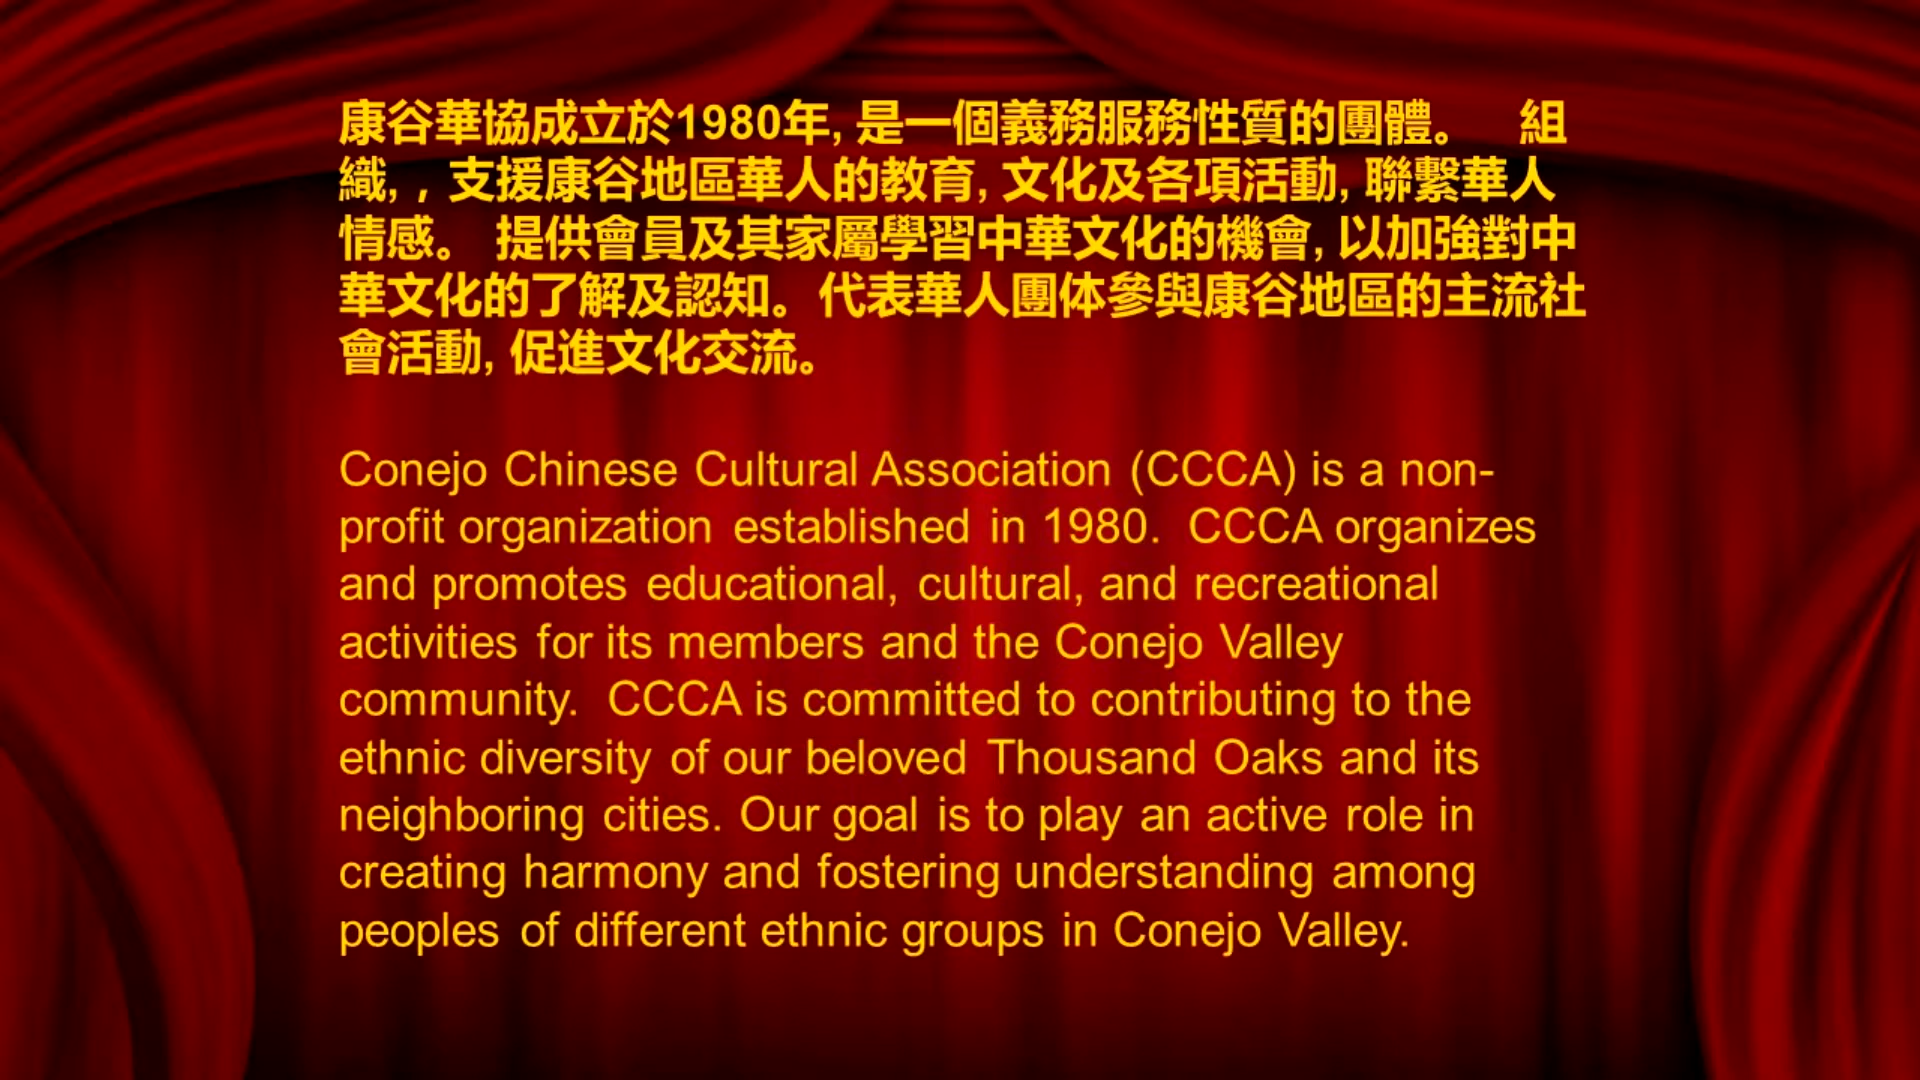 康谷華協成立於1980年, 是一個義務服務性質的團體。 組
織, , 支援康谷地區華人的教育, 文化及各項活動, 聯繫華人
情感。 提供會員及其家屬學習中華文化的機會, 以加強對中
華文化的了解及認知。代表華人團体參與康谷地區的主流社
會活動, 促進文化交流。
Conejo Chinese Cultural Association (CCCA) is a non-
profit organization established in 1980. CCCA organizes
and promotes educational, cultural, and recreational
activities for its members and the Conejo Valley
community. CCCA is committed to contributing to the
ethnic diversity of our beloved Thousand Oaks and its
neighboring cities. Our goal is to play an active role in
creating harmony and fostering understanding among
peoples of different ethnic groups in Conejo Valley.